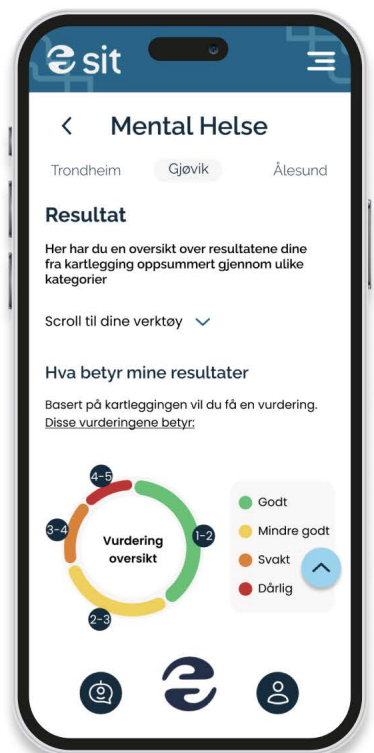 sit
Mental Helse
Trondheim Gjøvik Ålesund
Resultat
Her har du en oversikt over resultatene dine
fra kartlegging oppsummert gjennom ulike
kategorier
Scroll til dine verktøy
Hva betyr mine resultater
Basert på kartleggingen vil du få en vurdering.
Disse vurderingene betyr:
4-5
3-4
1-2
2-3
Vurdering
oversikt
Godt
Mindre godt
Svakt
Dårlig